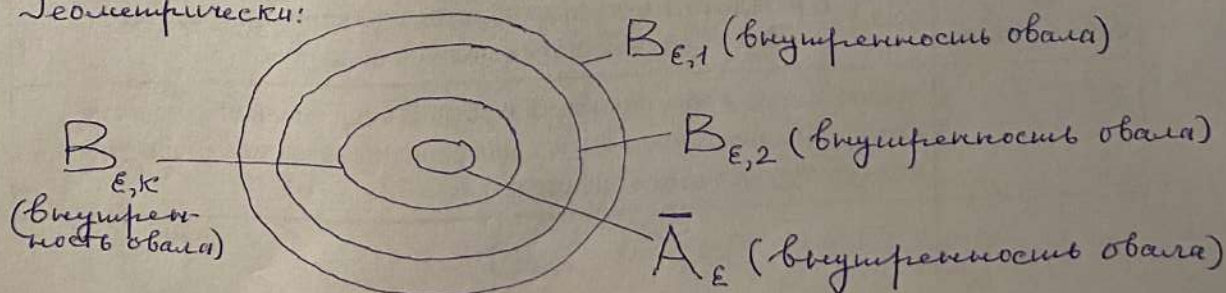 Геометрически:
B_{ε,1} (внутренность овала)
B_{ε,2} (внутренность овала)
B_{ε,к}
(внутрен-
ность овала)
Ā_ε (внутренность овала)